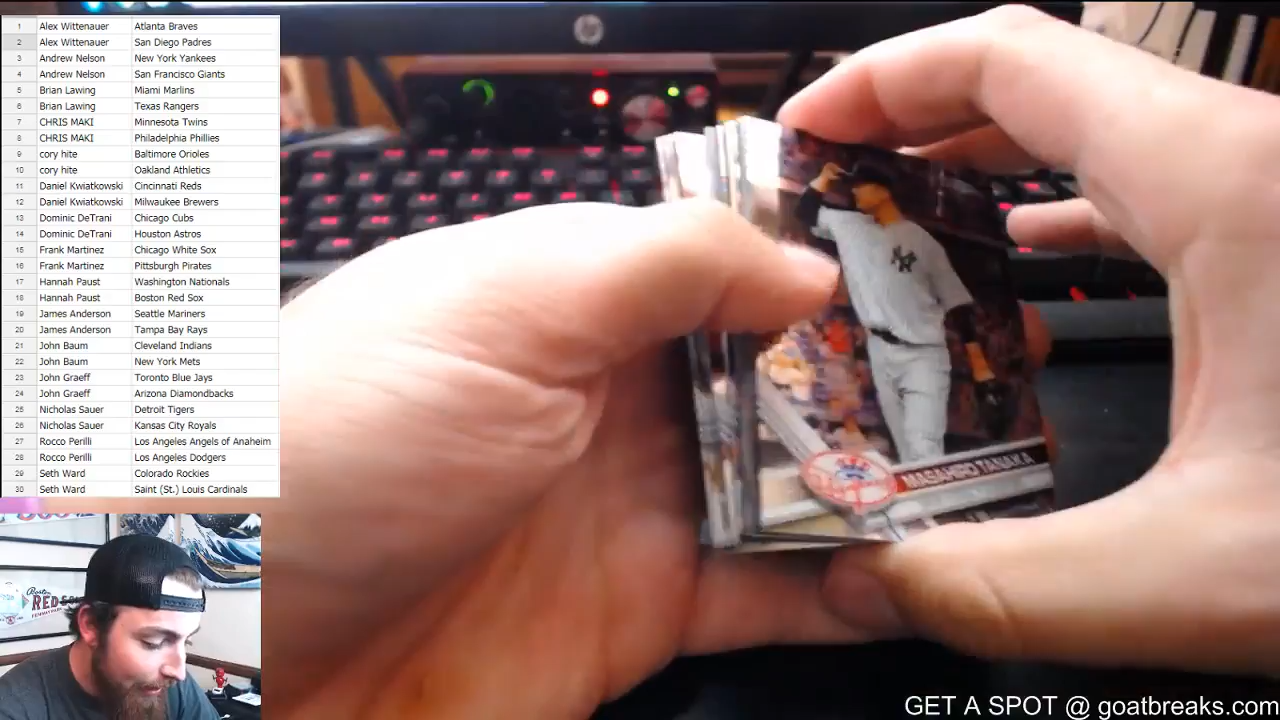 1 Alex Wittenauer Atlanta Braves
2 Alex Wittenauer San Diego Padres
3 Andrew Nelson New York Yankees
4 Andrew Nelson San Francisco Giants
5 Brian Lawing Miami Marlins
6 Brian Lawing Texas Rangers
7 CHRIS MAKI Minnesota Twins
8 CHRIS MAKI Philadelphia Phillies
9 cory hite Baltimore Orioles
10 cory hite Oakland Athletics
11 Daniel Kwiatkowski Cincinnati Reds
12 Daniel Kwiatkowski Milwaukee Brewers
13 Dominic DeTrani Chicago Cubs
14 Dominic DeTrani Houston Astros
15 Frank Martinez Chicago White Sox
16 Frank Martinez Pittsburgh Pirates
17 Hannah Paust Washington Nationals
18 Hannah Paust Boston Red Sox
19 James Anderson Seattle Mariners
20 James Anderson Tampa Bay Rays
21 John Baum Cleveland Indians
22 John Baum New York Mets
23 John Graeff Toronto Blue Jays
24 John Graeff Arizona Diamondbacks
25 Nicholas Sauer Detroit Tigers
26 Nicholas Sauer Kansas City Royals
27 Rocco Perilli Los Angeles Angels of Anaheim
28 Rocco Perilli Los Angeles Dodgers
29 Seth Ward Colorado Rockies
30 Seth Ward Saint (St.) Louis Cardinals
hp
NY
MASAHIRO TANAKA
Boston
RED
GET A SPOT @ goatbreaks.com